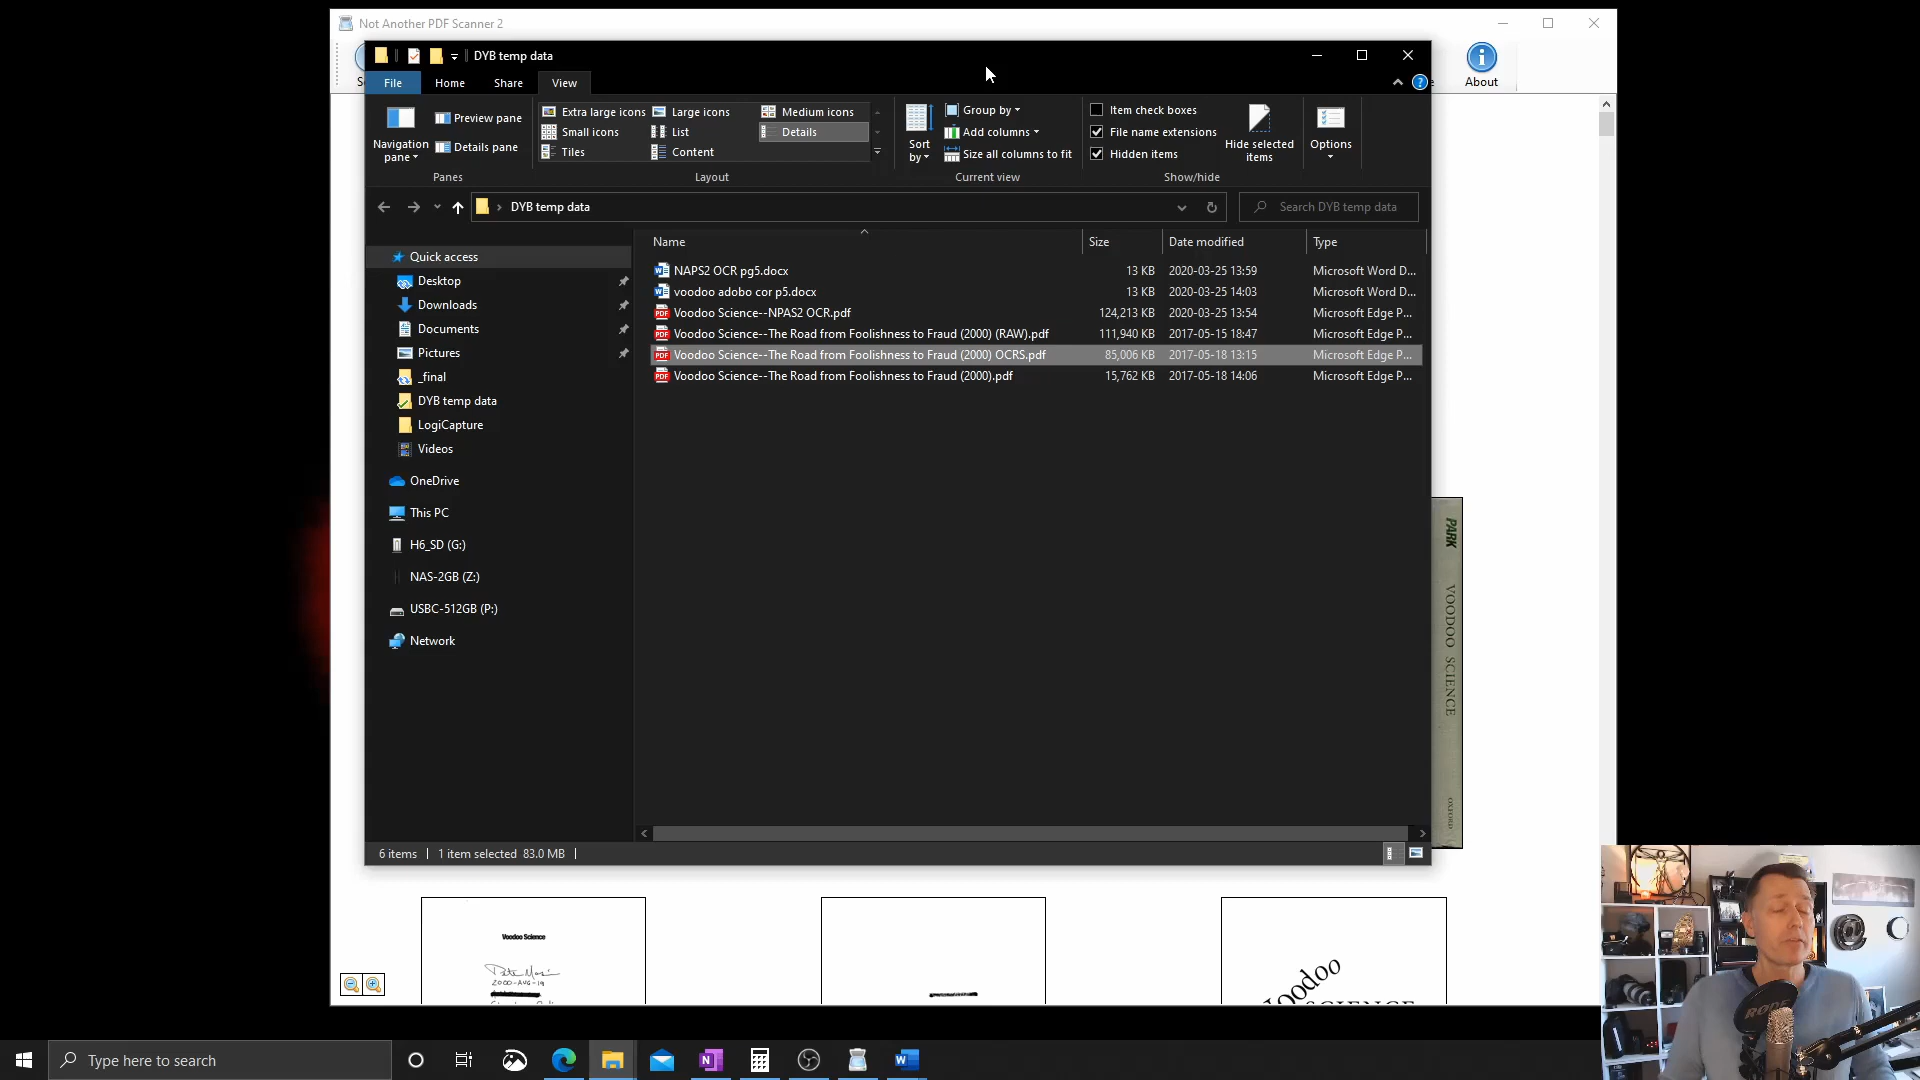 Not Another PDF Scanner 2
DYB temp data
File
Home
Share
View
About
Navigation pane
Preview pane
Details pane
Panes
Extra large icons
Large icons
Medium icons
Small icons
List
Details
Tiles
Content
Layout
Sort by
Group by
Add columns
Size all columns to fit
Current view
Item check boxes
File name extensions
Hidden items
Hide selected items
Show/hide
Options
DYB temp data
Search DYB temp data
Name
Size
Date modified
Type
NAPS2 OCR pg5.docx 13 KB 2020-03-25 13:59 Microsoft Word D...
voodoo adobo cor p5.docx 13 KB 2020-03-25 14:03 Microsoft Word D...
Voodoo Science--NPAS2 OCR.pdf 124,213 KB 2020-03-25 13:54 Microsoft Edge P...
Voodoo Science--The Road from Foolishness to Fraud (2000) (RAW).pdf 111,940 KB 2017-05-15 18:47 Microsoft Edge P...
Voodoo Science--The Road from Foolishness to Fraud (2000) OCRS.pdf 85,006 KB 2017-05-18 13:15 Microsoft Edge P...
Voodoo Science--The Road from Foolishness to Fraud (2000).pdf 15,762 KB 2017-05-18 14:06 Microsoft Edge P...
Quick access
Desktop
Downloads
Documents
Pictures
_final
DYB temp data
LogiCapture
Videos
OneDrive
This PC
H6_SD (G:)
NAS-2GB (Z:)
USBC-512GB (P:)
Network
6 items
1 item selected 83.0 MB
PARK
VOODOO SCIENCE
OXFORD
Voodoo Science
2000-AUG-19
Voodoo
SCIENCE
RODE
Type here to search